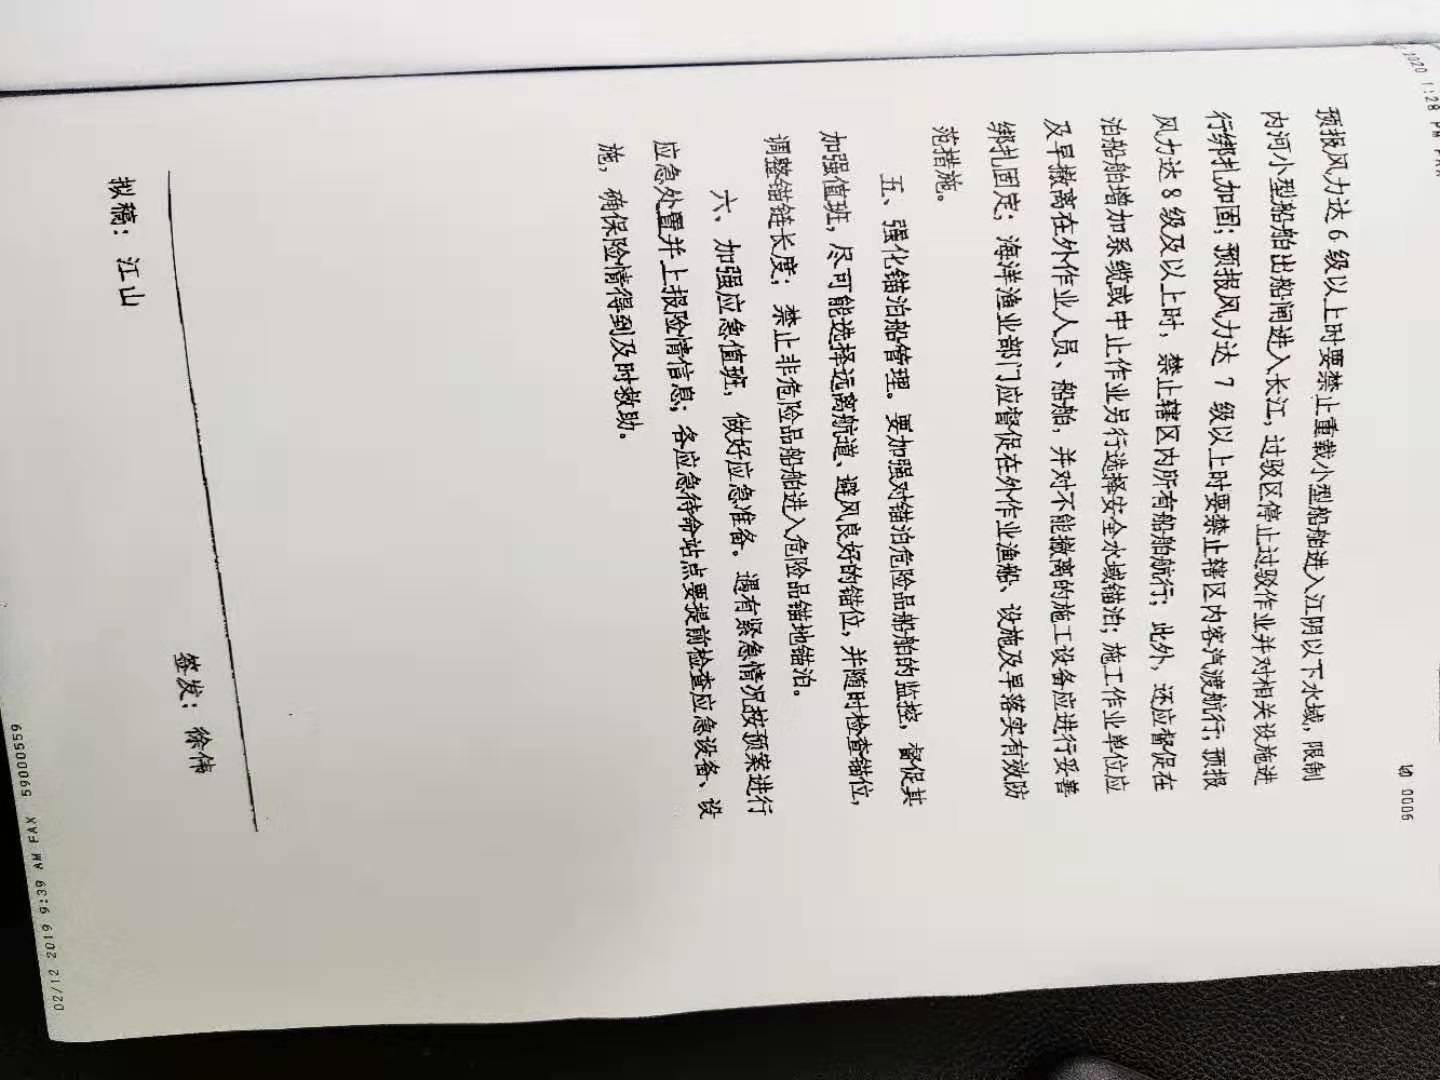 2020 1:28 PM FAX
0006
预报风力达6级以上时要禁止重载小型船舶进入江阴以下水域，限制
内河小型船舶出船闸进入长江，过驳区停止过驳作业并对相关设施进
行绑扎加固；预报风力达 7 级以上时要禁止辖区内客汽渡航行；预报
风力达 8 级及以上时，禁止辖区内所有船舶航行；此外，还应督促在
泊船舶增加系缆或中止作业另行选择安全水域锚泊；施工作业单位应
及早撤离在外作业人员、船舶，并对不能撤离的施工设备应进行妥善
绑扎固定；海洋渔业部门应督促在外作业渔船、设施及早落实有效防
范措施。
五、强化锚泊船管理。要加强对锚泊危险品船舶的监控，督促其
加强值班，尽可能选择远离航道、避风良好的锚位，并随时检查锚位，
调整锚链长度；禁止非危险品船舶进入危险品锚地锚泊。
六、加强应急值班，做好应急准备。遇有紧急情况按预案进行
应急处置并上报险情信息；各应急待命站点要提前检查应急设备、设
施，确保险情得到及时救助。
拟稿：江山
签发：徐伟
02/12 2019 9:39 AM FAX 59000559